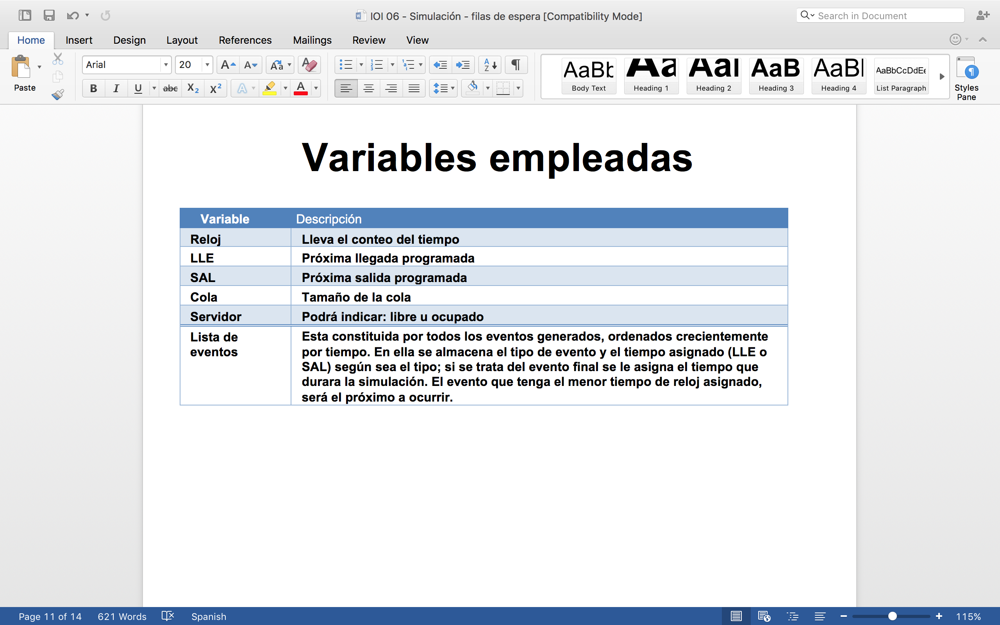 IOI 06 - Simulación - filas de espera [Compatibility Mode]
Search in Document
Home Insert Design Layout References Mailings Review View
Paste
Arial 20
AaBb
Body Text
Heading 1
Heading 2
AaB
Heading 3
Heading 4
AaBbCcDdEe
List Paragraph
Styles
Pane
Variables empleadas
Variable Descripción
Reloj Lleva el conteo del tiempo
LLE Próxima llegada programada
SAL Próxima salida programada
Cola Tamaño de la cola
Servidor Podrá indicar: libre u ocupado
Lista de
eventos
Esta constituida por todos los eventos generados, ordenados crecientemente
por tiempo. En ella se almacena el tipo de evento y el tiempo asignado (LLE o
SAL) según sea el tipo; si se trata del evento final se le asigna el tiempo que
durara la simulación. El evento que tenga el menor tiempo de reloj asignado,
será el próximo a ocurrir.
Page 11 of 14 621 Words Spanish 115%